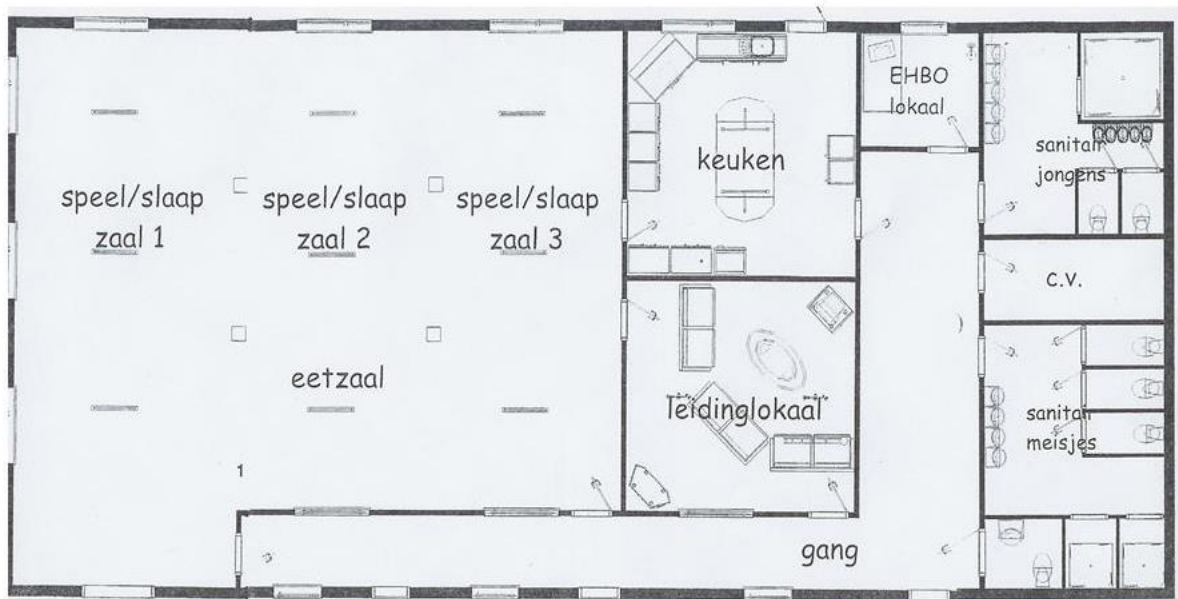 speel/slaap
zaal 1
speel/slaap
zaal 2
speel/slaap
zaal 3
eetzaal
1
keuken
leidinglokaal
EHBO
lokaal
sanitair
jongens
C.V.
sanitair
meisjes
gang